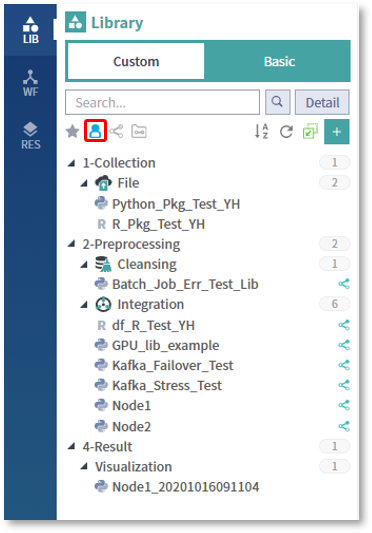 LIB
WF
RES
Library
Custom Basic
Search... Detail
1-Collection 1
File 2
Python_Pkg_Test_YH
R R_Pkg_Test_YH
2-Preprocessing 2
Cleansing 1
Batch_Job_Err_Test_Lib
Integration 6
R df_R_Test_YH
GPU_lib_example
Kafka_Failover_Test
Kafka_Stress_Test
Node1
Node2
4-Result 1
Visualization 1
Node1_20201016091104